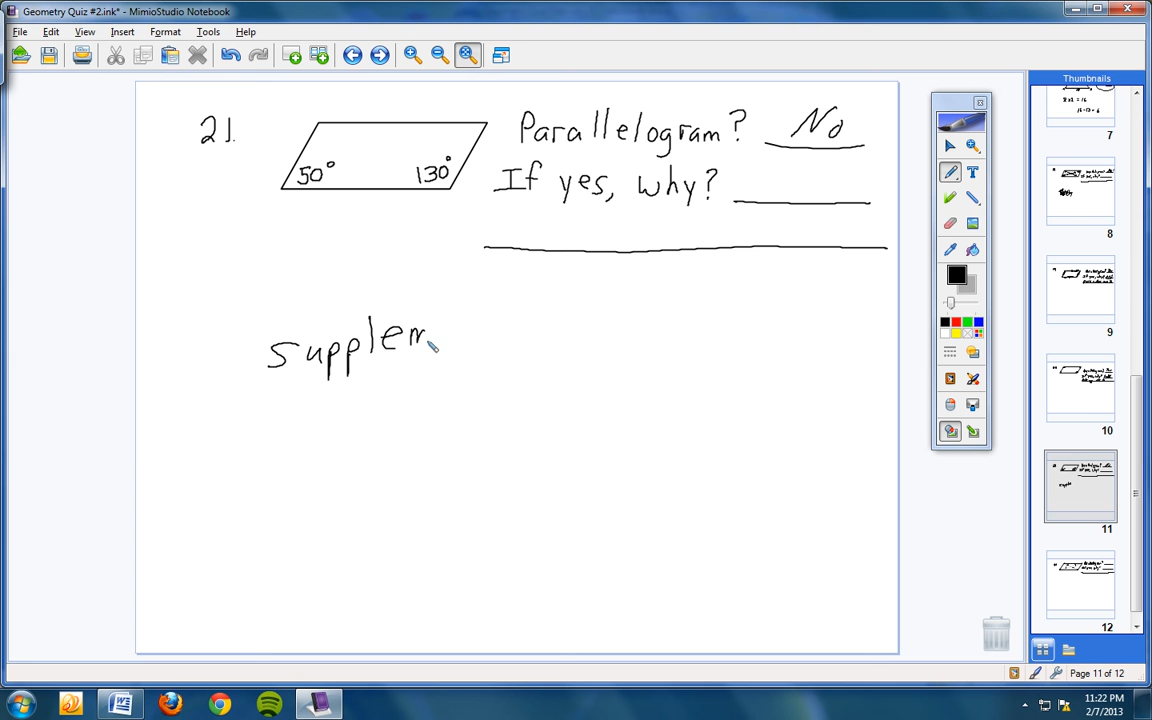 Geometry Quiz #2.ink* - MimioStudio Notebook
File Edit View Insert Format Tools Help
Thumbnails
21. Parallelogram? No
50° 130° If yes, why?
supplem
7
8
9
10
11
12
Page 11 of 12
11:22 PM
2/7/2013